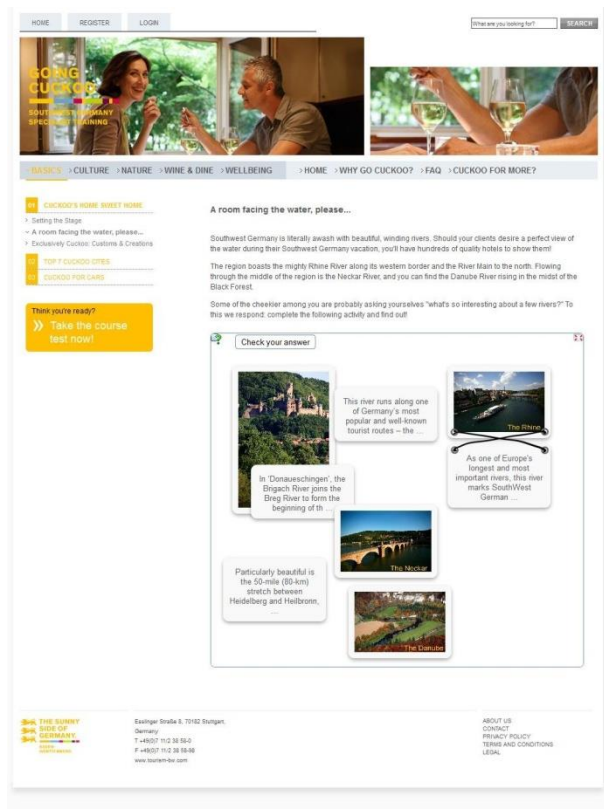 HOME REGISTER LOGIN
What are you looking for? SEARCH
GOING
CUCKOO
SOUTHWEST GERMANY
SPECIALIST TRAINING
BASICS CULTURE NATURE WINE & DINE WELLBEING HOME WHY GO CUCKOO? FAQ CUCKOO FOR MORE?
01 CUCKOO'S HOME SWEET HOME
Setting the Stage
A room facing the water, please...
Exclusively Cuckoo: Customs & Creations
02 TOP 7 CUCKOO CITIES
03 CUCKOO FOR CARS
Think you're ready?
Take the course
test now!
A room facing the water, please...
Southwest Germany is literally awash with beautiful, winding rivers. Should your clients desire a perfect view of
the water during their Southwest Germany vacation, you'll have hundreds of quality hotels to show them!
The region boasts the mighty Rhine River along its western border and the River Main to the north. Flowing
through the middle of the region is the Neckar River, and you can find the Danube River rising in the midst of the
Black Forest.
Some of the cheekier among you are probably asking yourselves "what's so interesting about a few rivers?" To
this we respond: complete the following activity and find out!
Check your answer
This river runs along one
of Germany's most
popular and well-known
tourist routes – the ...
The Rhine
As one of Europe's
longest and most
important rivers, this river
marks SouthWest
German ...
In 'Donaueschingen', the
Brigach River joins the
Breg River to form the
beginning of th ...
The Neckar
Particularly beautiful is
the 50-mile (80-km)
stretch between
Heidelberg and Heilbronn,
...
The Danube
THE SUNNY
SIDE OF
GERMANY.
Esslinger Straße 8, 70182 Stuttgart,
Germany
www.tourism-bw.com
ABOUT US
CONTACT
PRIVACY POLICY
TERMS AND CONDITIONS
LEGAL